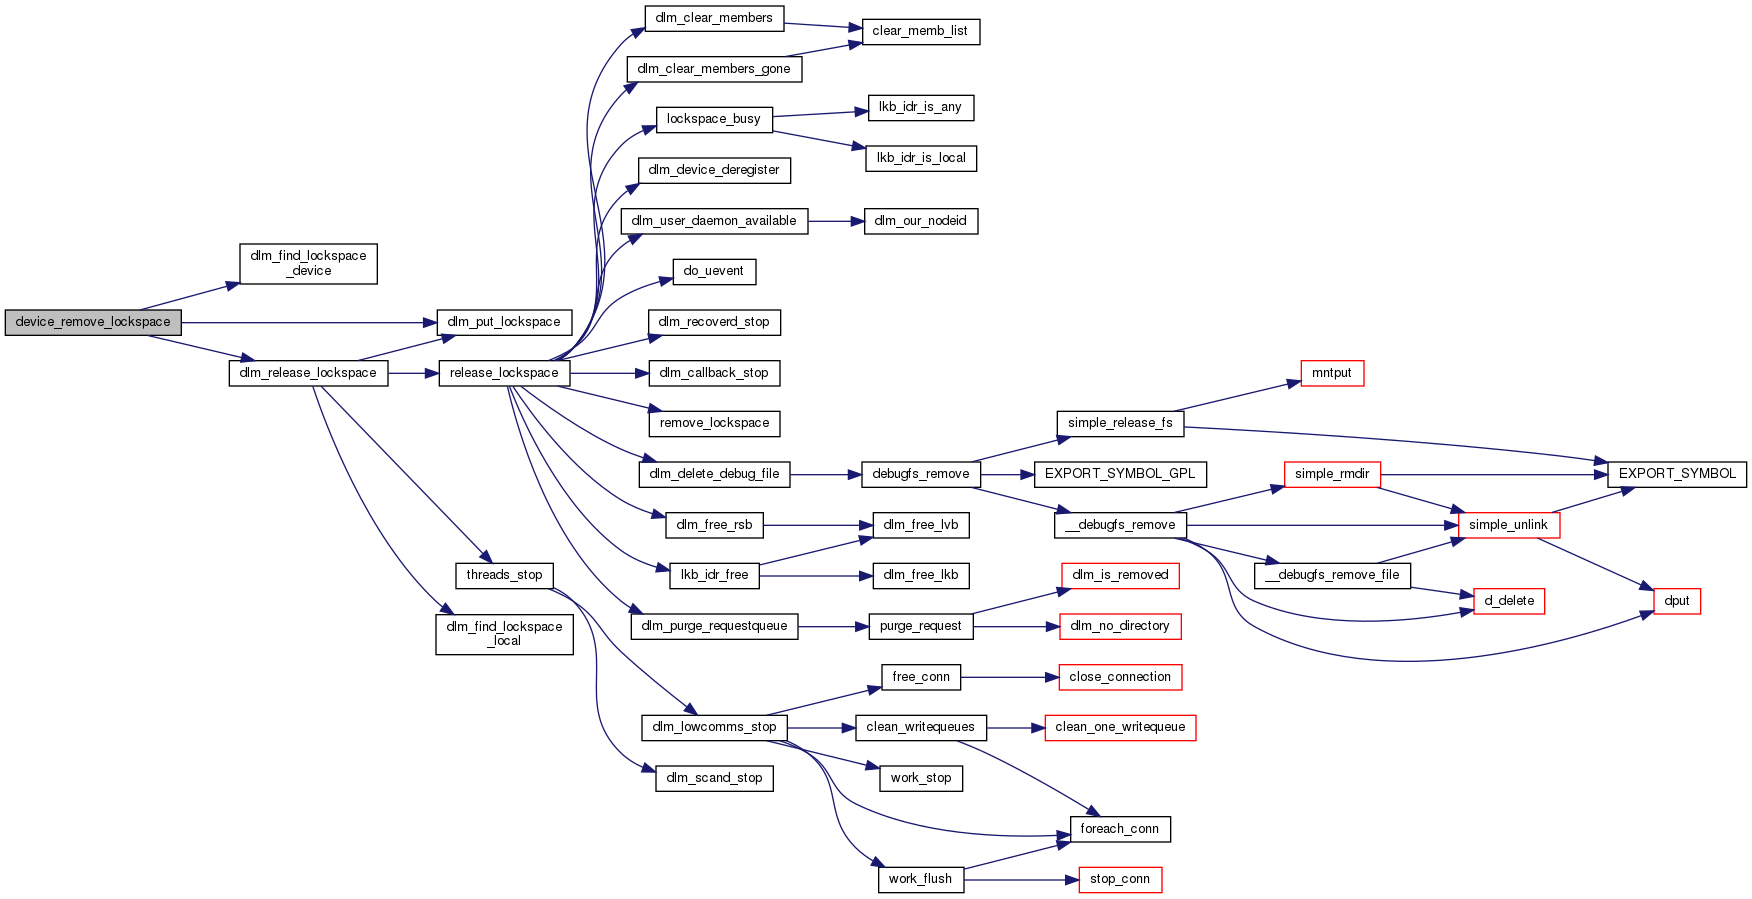 dlm_clear_members
clear_memb_list
dlm_clear_members_gone
lkb_idr_is_any
lockspace_busy
lkb_idr_is_local
dlm_device_deregister
dlm_user_daemon_available
dlm_our_nodeid
dlm_find_lockspace
_device
do_uevent
device_remove_lockspace
dlm_put_lockspace
dlm_recoverd_stop
dlm_release_lockspace
release_lockspace
dlm_callback_stop
mntput
remove_lockspace
simple_release_fs
dlm_delete_debug_file
debugfs_remove
EXPORT_SYMBOL_GPL
simple_rmdir
EXPORT_SYMBOL
dlm_free_rsb
dlm_free_lvb
__debugfs_remove
simple_unlink
threads_stop
lkb_idr_free
dlm_free_lkb
dlm_is_removed
__debugfs_remove_file
d_delete
dput
dlm_find_lockspace
_local
dlm_purge_requestqueue
purge_request
dlm_no_directory
free_conn
close_connection
dlm_lowcomms_stop
clean_writequeues
clean_one_writequeue
dlm_scand_stop
work_stop
foreach_conn
work_flush
stop_conn